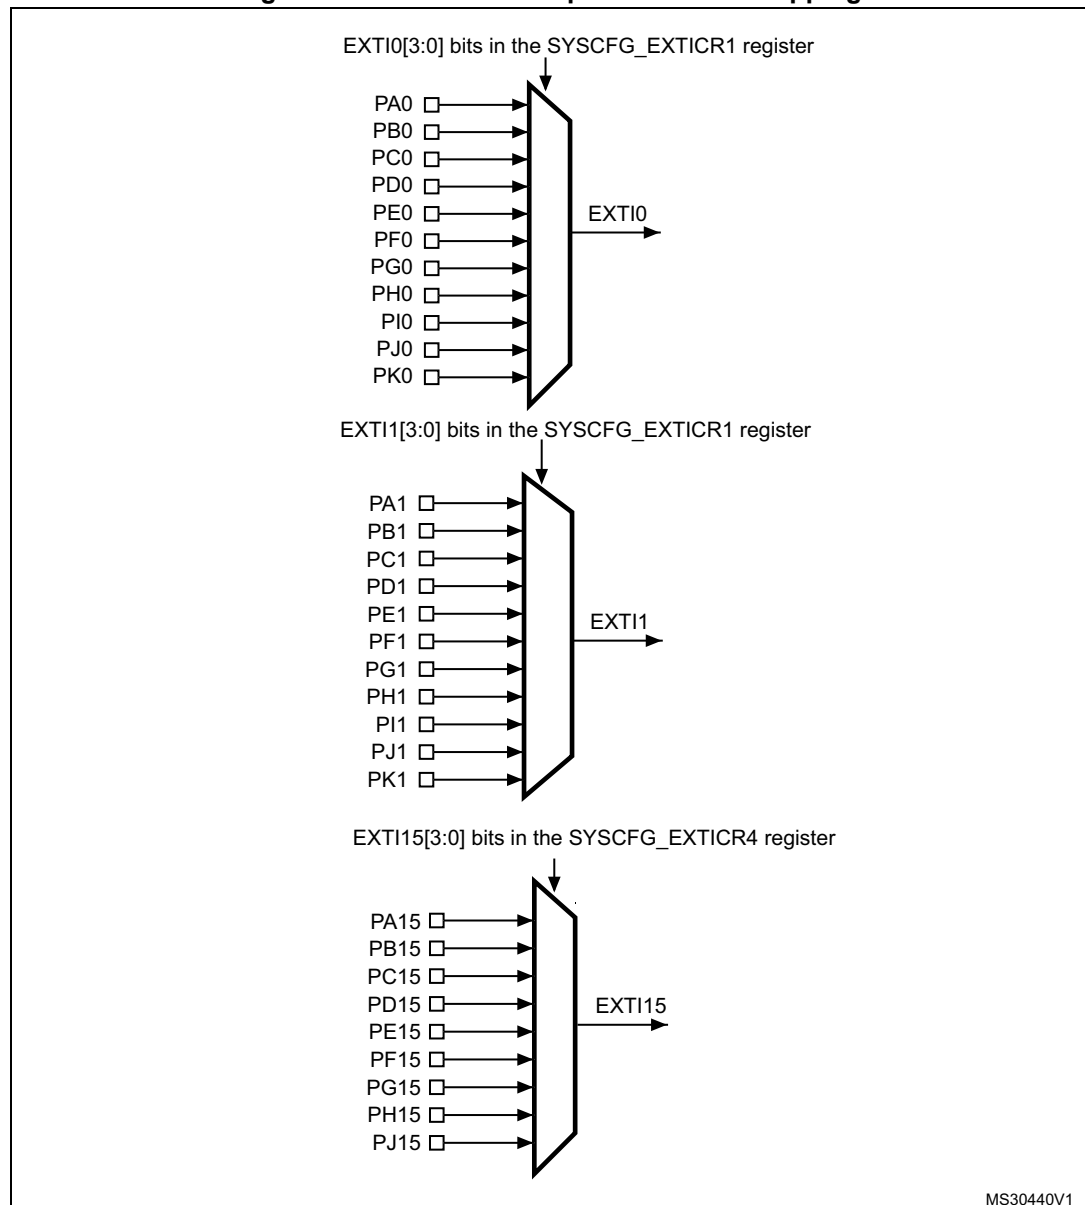 EXTI0[3:0] bits in the SYSCFG_EXTICR1 register
PA0
PB0
PC0
PD0
PE0
EXTI0
PF0
PG0
PH0
PI0
PJ0
PK0
EXTI1[3:0] bits in the SYSCFG_EXTICR1 register
PA1
PB1
PC1
PD1
PE1
EXTI1
PF1
PG1
PH1
PI1
PJ1
PK1
EXTI15[3:0] bits in the SYSCFG_EXTICR4 register
PA15
PB15
PC15
PD15
EXTI15
PE15
PF15
PG15
PH15
PJ15
MS30440V1